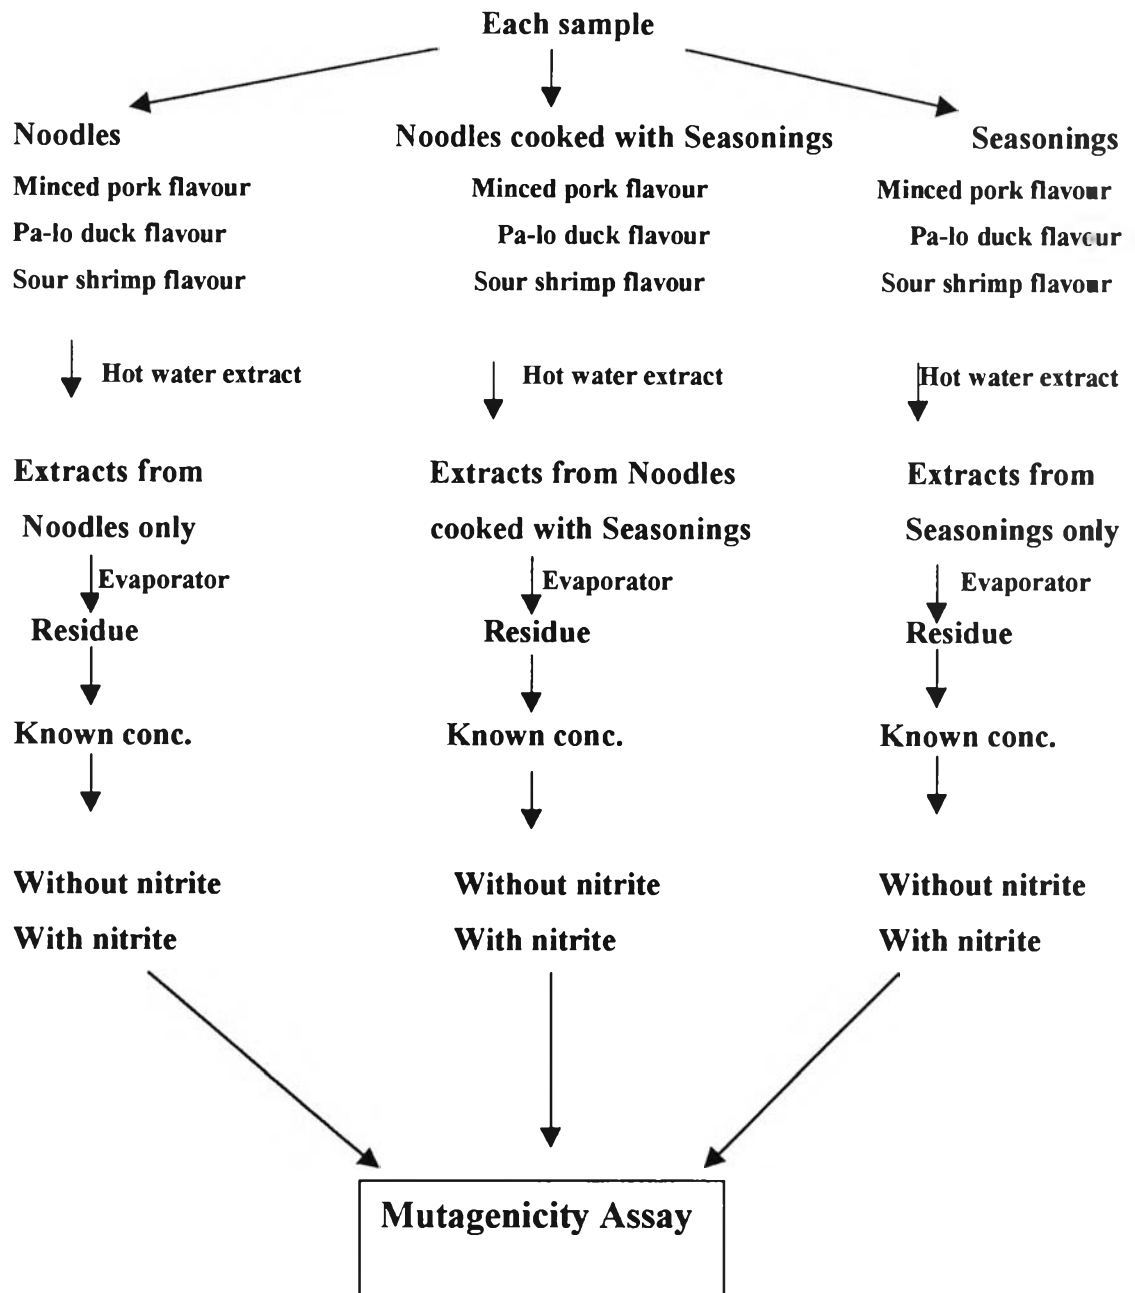 Each sample
Noodles
Noodles cooked with Seasonings
Seasonings
Minced pork flavour
Minced pork flavour
Minced pork flavour
Pa-lo duck flavour
Pa-lo duck flavour
Pa-lo duck flavour
Sour shrimp flavour
Sour shrimp flavour
Sour shrimp flavour
Hot water extract
Hot water extract
Hot water extract
Extracts from
Noodles only
Extracts from Noodles
cooked with Seasonings
Extracts from
Seasonings only
Evaporator
Evaporator
Evaporator
Residue
Residue
Residue
Known conc.
Known conc.
Known conc.
Without nitrite
With nitrite
Without nitrite
With nitrite
Without nitrite
With nitrite
Mutagenicity Assay